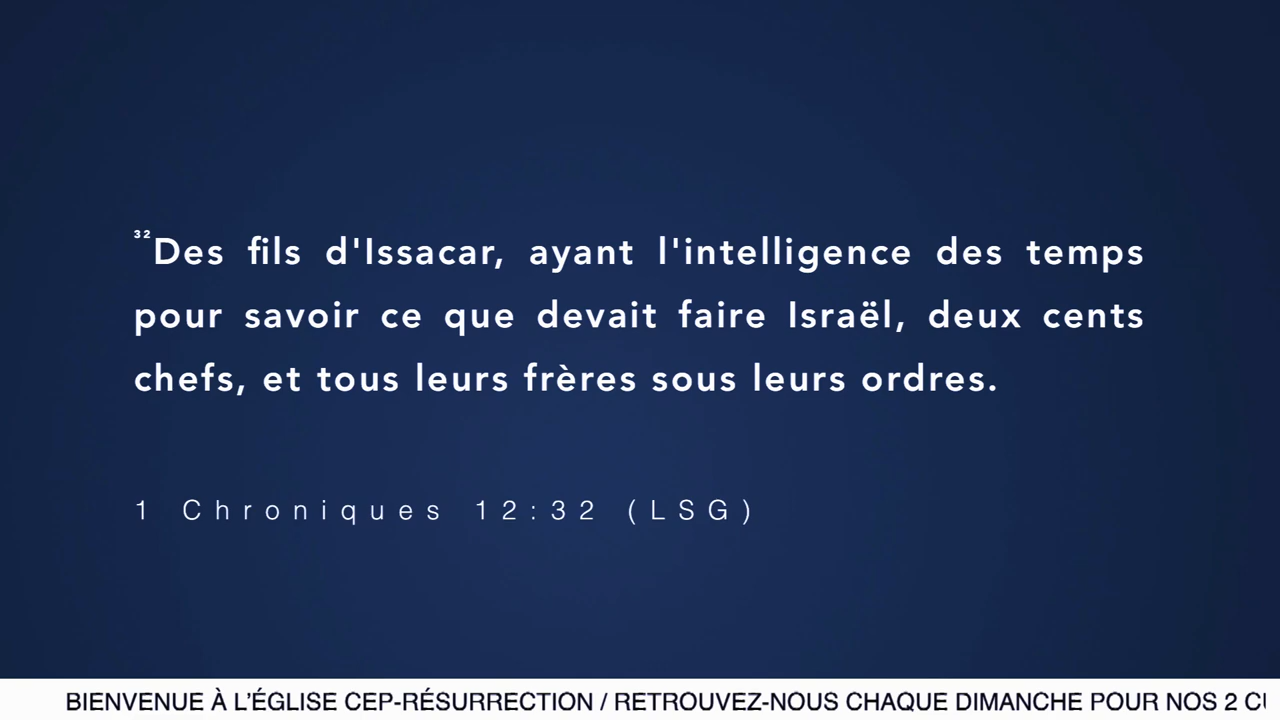 ³²Des fils d'Issacar, ayant l'intelligence des temps
pour savoir ce que devait faire Israël, deux cents
chefs, et tous leurs frères sous leurs ordres.
1 Chroniques 12:32 (LSG)
BIENVENUE À L’ÉGLISE CEP-RÉSURRECTION / RETROUVEZ-NOUS CHAQUE DIMANCHE POUR NOS 2